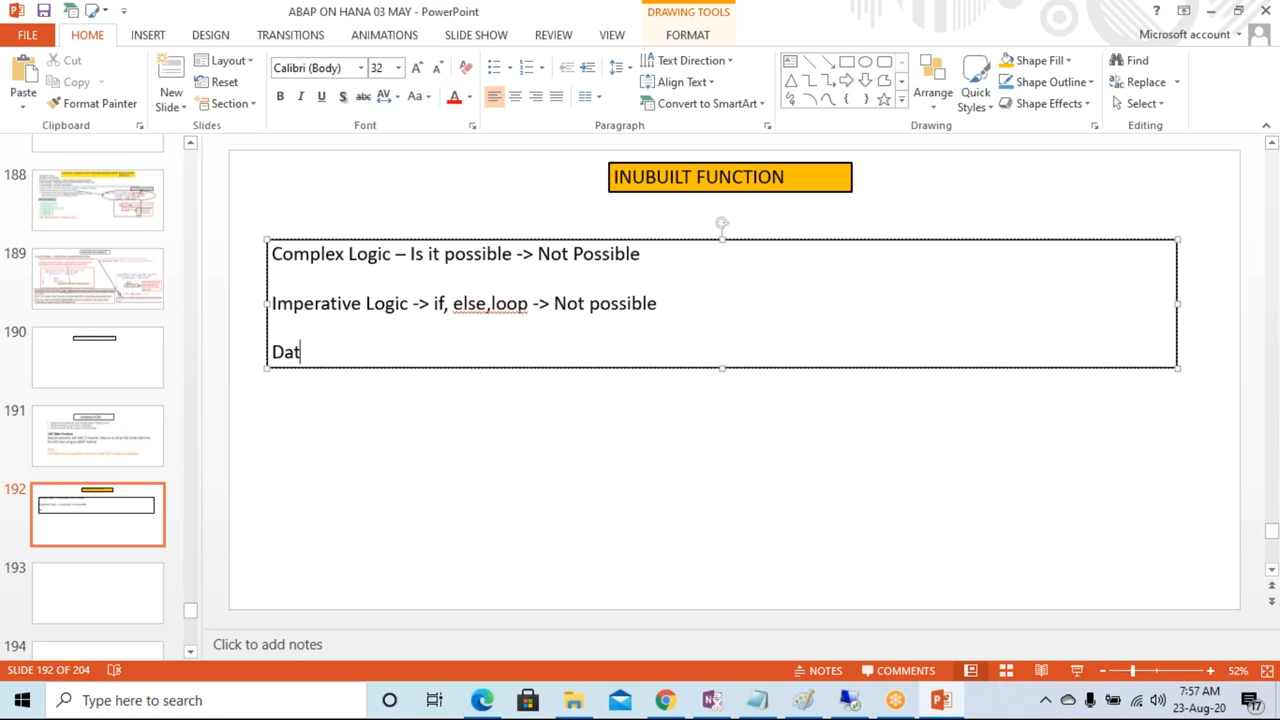 ABAP ON HANA 03 MAY - PowerPoint
DRAWING TOOLS
?
FILE HOME INSERT DESIGN TRANSITIONS ANIMATIONS SLIDE SHOW REVIEW VIEW FORMAT
Microsoft account
Paste
Cut
Copy
Format Painter
Clipboard
New Slide
Layout
Reset
Section
Slides
Calibri (Body) 32
B I U S abc AV Aa A
Font
Text Direction
Align Text
Convert to SmartArt
Paragraph
Arrange
Quick Styles
Shape Fill
Shape Outline
Shape Effects
Drawing
Find
Replace
Select
Editing
188
189
190
191
192
193
194
INUBUILT FUNCTION
Complex Logic – Is it possible -> Not Possible
Imperative Logic -> if, else,loop -> Not possible
Dat
Click to add notes
SLIDE 192 OF 204
NOTES
COMMENTS
52%
Type here to search
7:57 AM
23-Aug-20
17